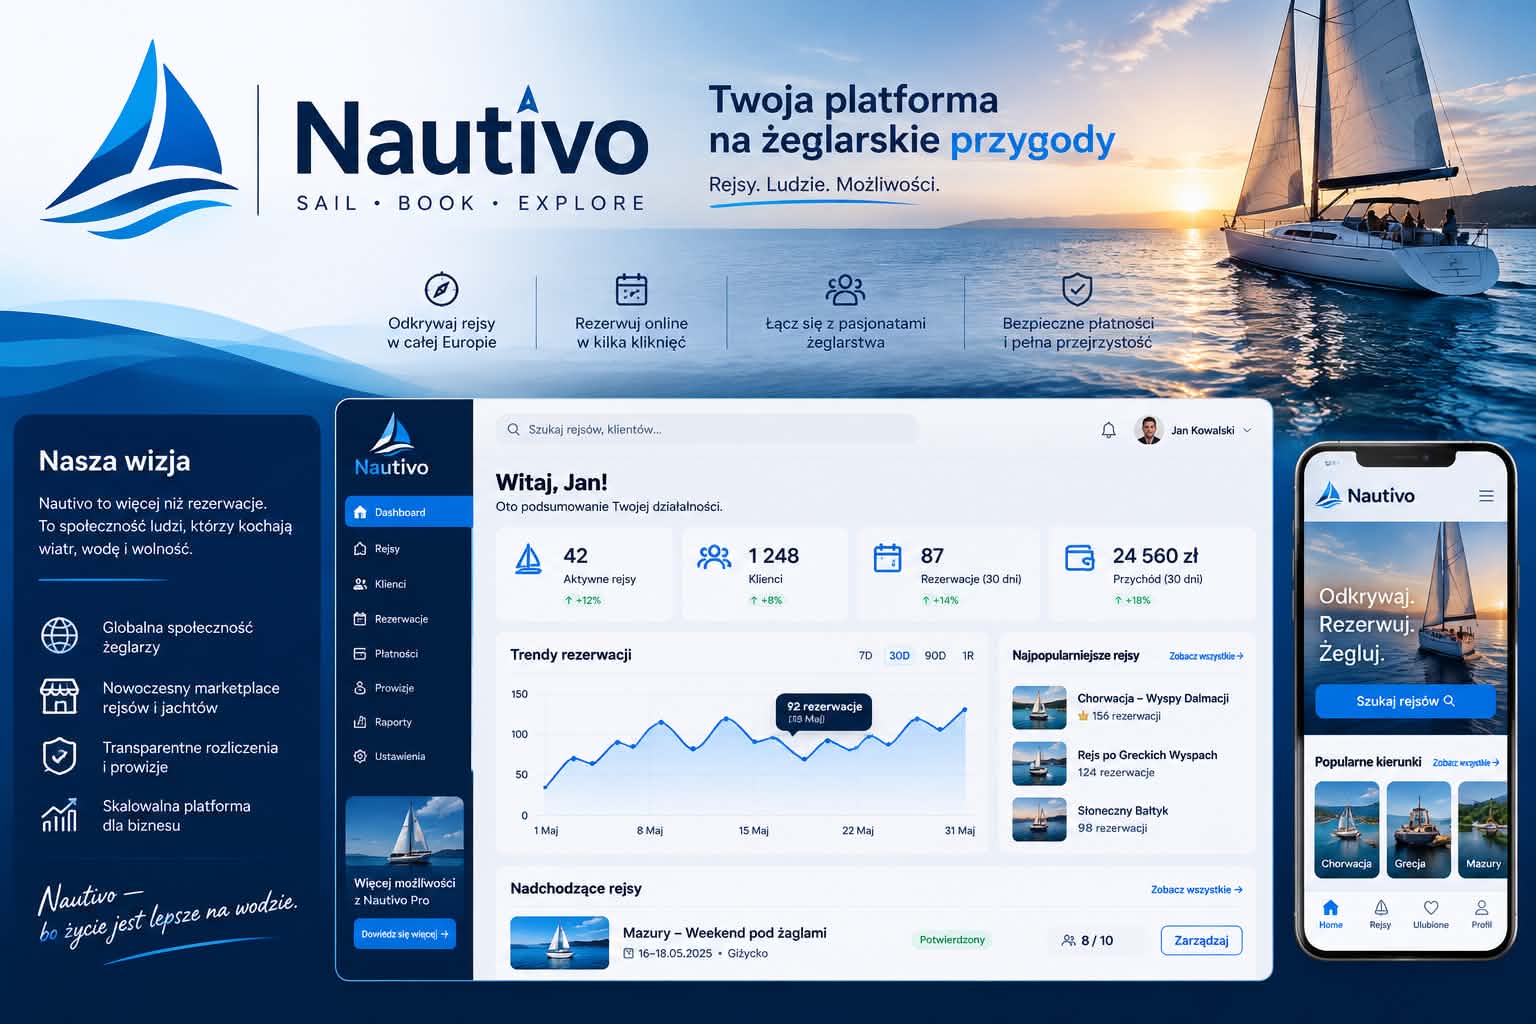 Nautivo
SAIL • BOOK • EXPLORE
Twoja platforma
na żeglarskie przygody
Rejsy. Ludzie. Możliwości.
Odkrywaj rejsy
w całej Europie
Rezerwuj online
w kilka kliknięć
Łącz się z pasjonatami
żeglarstwa
Bezpieczne płatności
i pełna przejrzystość
Nasza wizja
Nautivo to więcej niż rezerwacje.
To społeczność ludzi, którzy kochają
wiatr, wodę i wolność.
Globalna społeczność
żeglarzy
Nowoczesny marketplace
rejsów i jachtów
Transparentne rozliczenia
i prowizje
Skalowalna platforma
dla biznesu
Nautivo —
bo życie jest lepsze na wodzie.
Nautivo
Dashboard
Rejsy
Klienci
Rezerwacje
Płatności
Prowizje
Raporty
Ustawienia
Więcej możliwości
z Nautivo Pro
Dowiedz się więcej →
Szukaj rejsów, klientów...
Jan Kowalski
Witaj, Jan!
Oto podsumowanie Twojej działalności.
42
Aktywne rejsy
↑ +12%
1 248
Klienci
↑ +8%
87
Rezerwacje (30 dni)
↑ +14%
24 560 zł
Przychód (30 dni)
↑ +18%
Trendy rezerwacji
7D 30D 90D 1R
150
100
50
0
92 rezerwacje
1 Maj 8 Maj 15 Maj 22 Maj 31 Maj
Najpopularniejsze rejsy
Zobacz wszystkie →
Chorwacja – Wyspy Dalmacji
156 rezerwacji
Rejs po Greckich Wyspach
124 rezerwacje
Słoneczny Bałtyk
98 rezerwacji
Nadchodzące rejsy
Zobacz wszystkie →
Mazury – Weekend pod żaglami
16–18.05.2025 • Giżycko
Potwierdzony
8 / 10
Zarządzaj
Nautivo
Odkrywaj.
Rezerwuj.
Żegluj.
Szukaj rejsów
Popularne kierunki
Zobacz wszystkie →
Chorwacja
Grecja
Mazury
Home
Rejsy
Ulubione
Profil